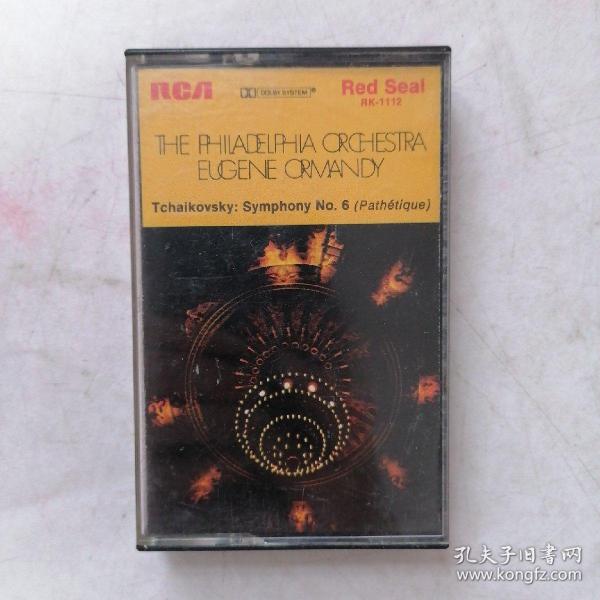 RCA
DOLBY SYSTEM®
Red Seal
RK-1112
THE PHILADELPHIA ORCHESTRA
EUGENE ORMANDY
Tchaikovsky: Symphony No. 6 (Pathétique)
孔夫子旧書网
www.kongfz.com